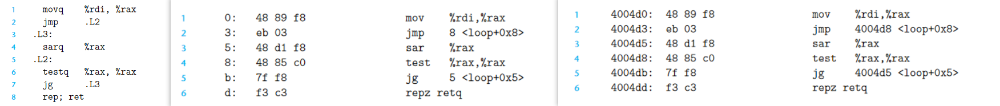 1 movq %rdi, %rax
2 jmp .L2
3 .L3:
4 sarq %rax
5 .L2:
6 testq %rax, %rax
7 jg .L3
8 rep; ret
1 0: 48 89 f8 mov %rdi,%rax
2 3: eb 03 jmp 8 <loop+0x8>
3 5: 48 d1 f8 sar %rax
4 8: 48 85 c0 test %rax,%rax
5 b: 7f f8 jg 5 <loop+0x5>
6 d: f3 c3 repz retq
1 4004d0: 48 89 f8 mov %rdi,%rax
2 4004d3: eb 03 jmp 4004d8 <loop+0x8>
3 4004d5: 48 d1 f8 sar %rax
4 4004d8: 48 85 c0 test %rax,%rax
5 4004db: 7f f8 jg 4004d5 <loop+0x5>
6 4004dd: f3 c3 repz retq